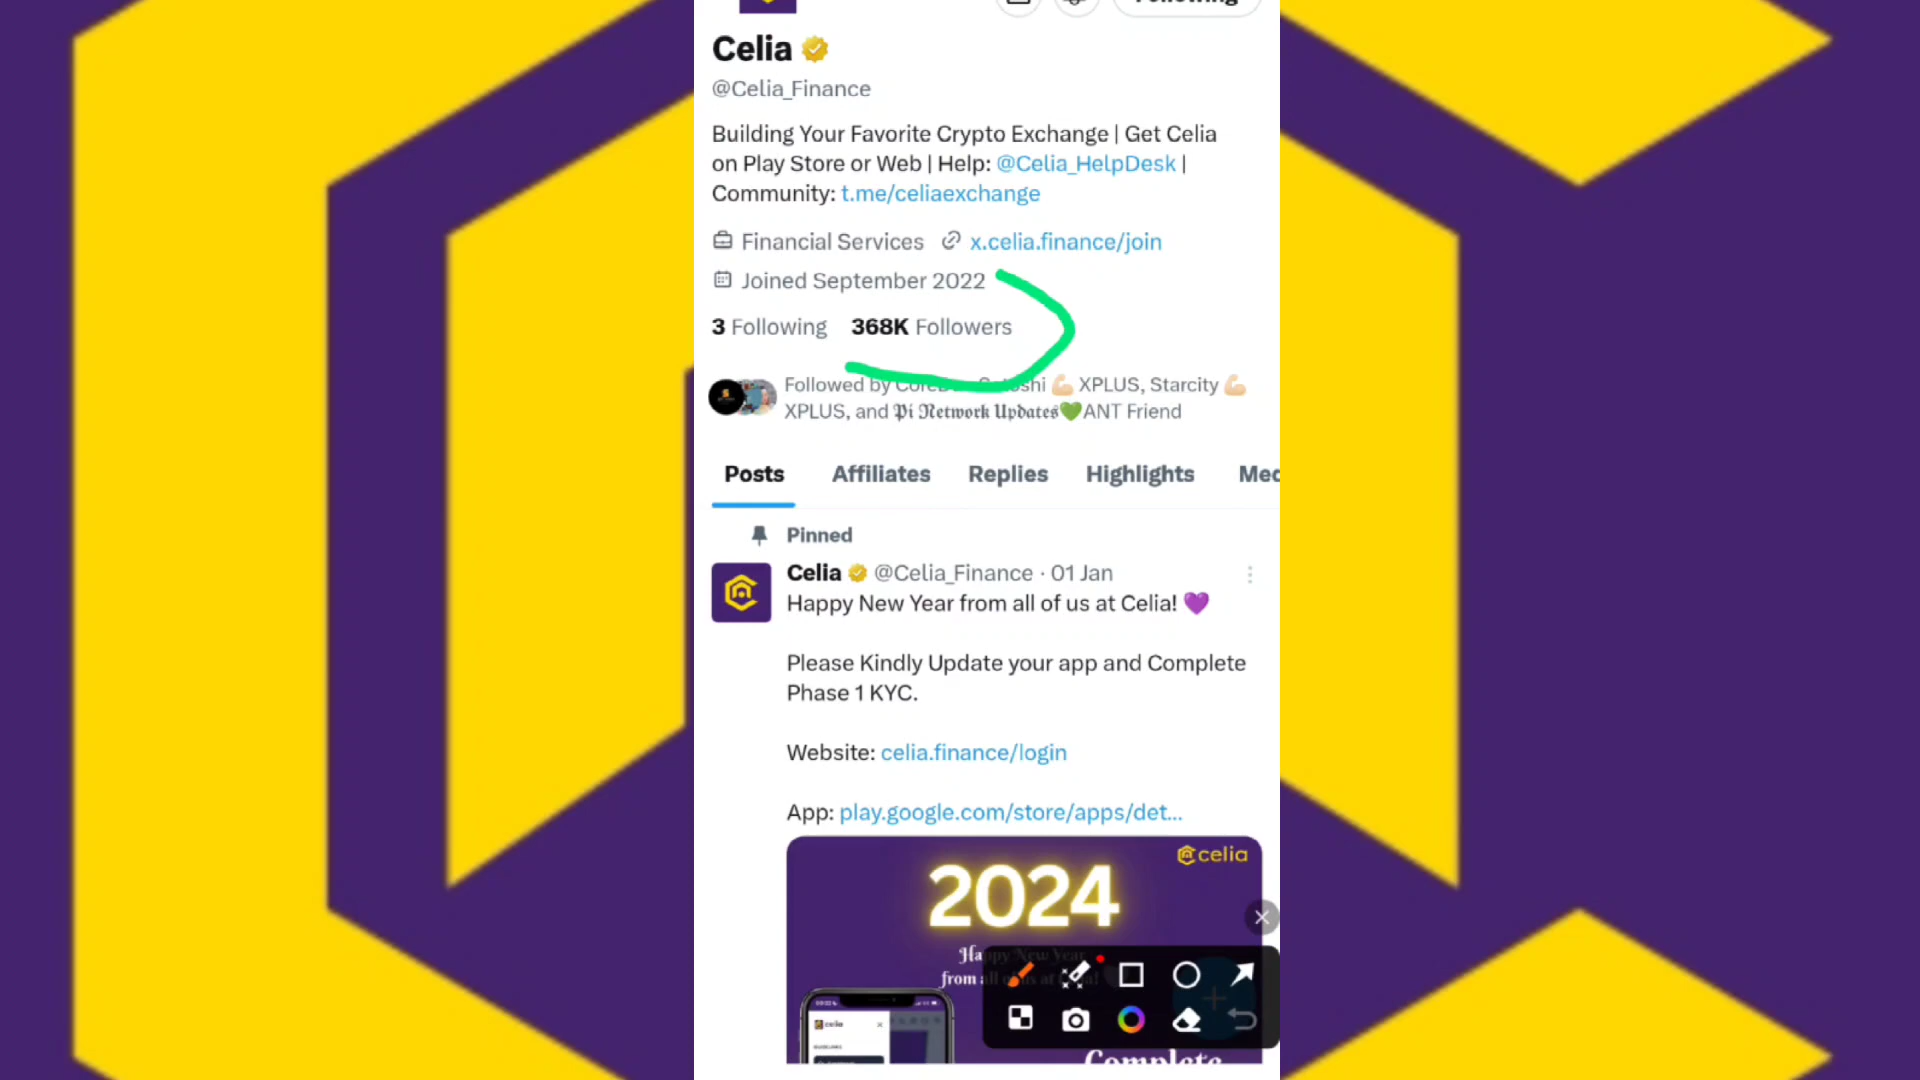 Celia
@Celia_Finance
Building Your Favorite Crypto Exchange | Get Celia
on Play Store or Web | Help: @Celia_HelpDesk |
Community: t.me/celiaexchange
Financial Services x.celia.finance/join
Joined September 2022
3 Following 368K Followers
Followed by 💪🏻 XPLUS, Starcity 💪🏻
XPLUS, and 𝕻𝖎 𝕹𝖊𝖙𝖜𝖔𝖗𝖐 𝖀𝖕𝖉𝖆𝖙𝖊𝖘💚ANT Friend
Posts Affiliates Replies Highlights
Pinned
Celia @Celia_Finance · 01 Jan
Happy New Year from all of us at Celia! 💜
Please Kindly Update your app and Complete
Phase 1 KYC.
Website: celia.finance/login
App: play.google.com/store/apps/det...
celia
2024
Happy New Year
from all of us at
celia
Complete